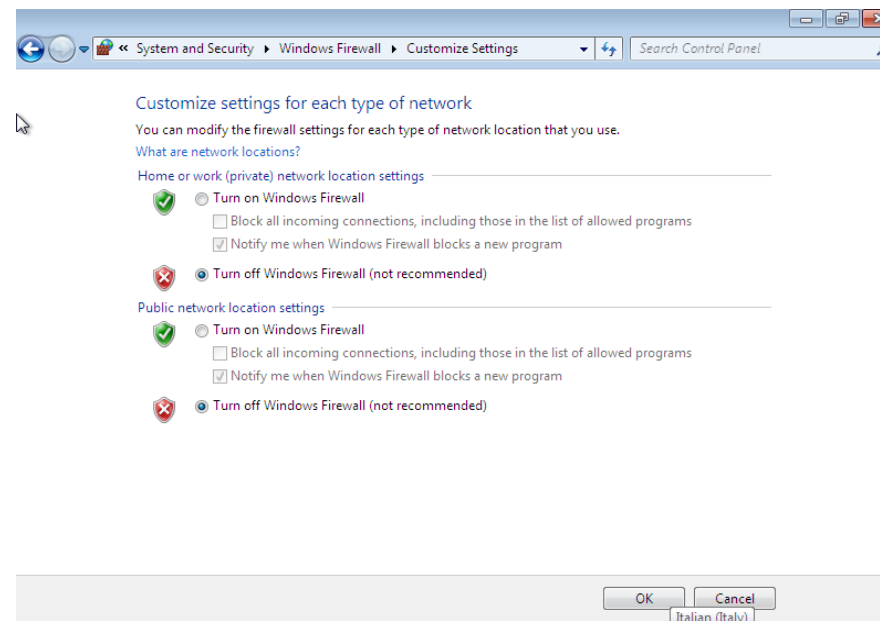 « System and Security ▸ Windows Firewall ▸ Customize Settings
Search Control Panel
Customize settings for each type of network
You can modify the firewall settings for each type of network location that you use.
What are network locations?
Home or work (private) network location settings
Turn on Windows Firewall
Block all incoming connections, including those in the list of allowed programs
Notify me when Windows Firewall blocks a new program
Turn off Windows Firewall (not recommended)
Public network location settings
Turn on Windows Firewall
Block all incoming connections, including those in the list of allowed programs
Notify me when Windows Firewall blocks a new program
Turn off Windows Firewall (not recommended)
OK
Cancel
Italian (Italy)